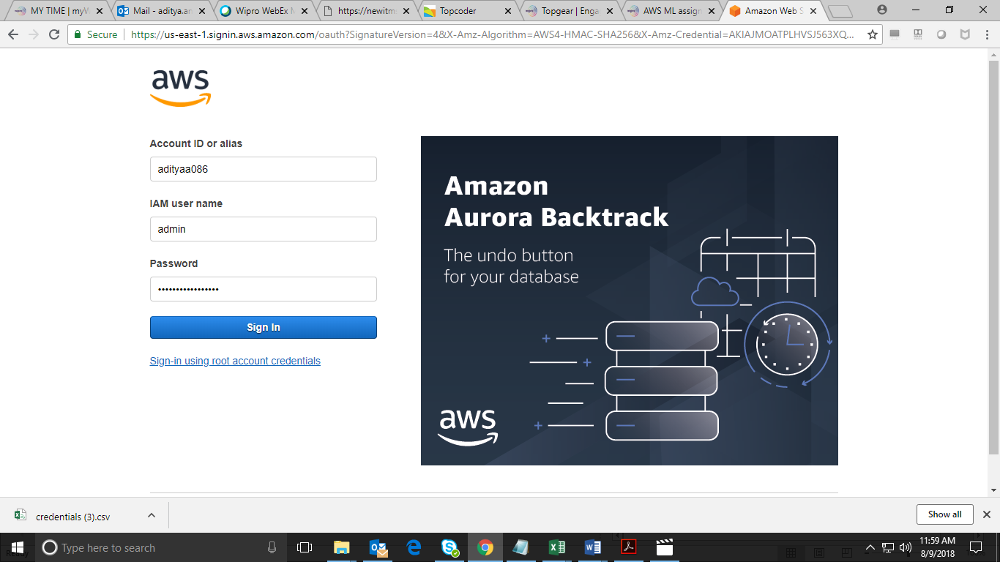 MY TIME | myW
Mail - aditya.an
Wipro WebEx M
https://newitm
Topcoder
Topgear | Enga
AWS ML assign
Amazon Web S
Secure
https://us-east-1.signin.aws.amazon.com/oauth?SignatureVersion=4&X-Amz-Algorithm=AWS4-HMAC-SHA256&X-Amz-Credential=AKIAJMOATPLHVSJ563XQ...
aws
Account ID or alias
adityaa086
IAM user name
admin
Password
•••••••••••••••••
Sign In
Sign-in using root account credentials
Amazon
Aurora Backtrack
The undo button
for your database
aws
credentials (3).csv
Show all
Type here to search
Ready
11:59 AM
8/9/2018